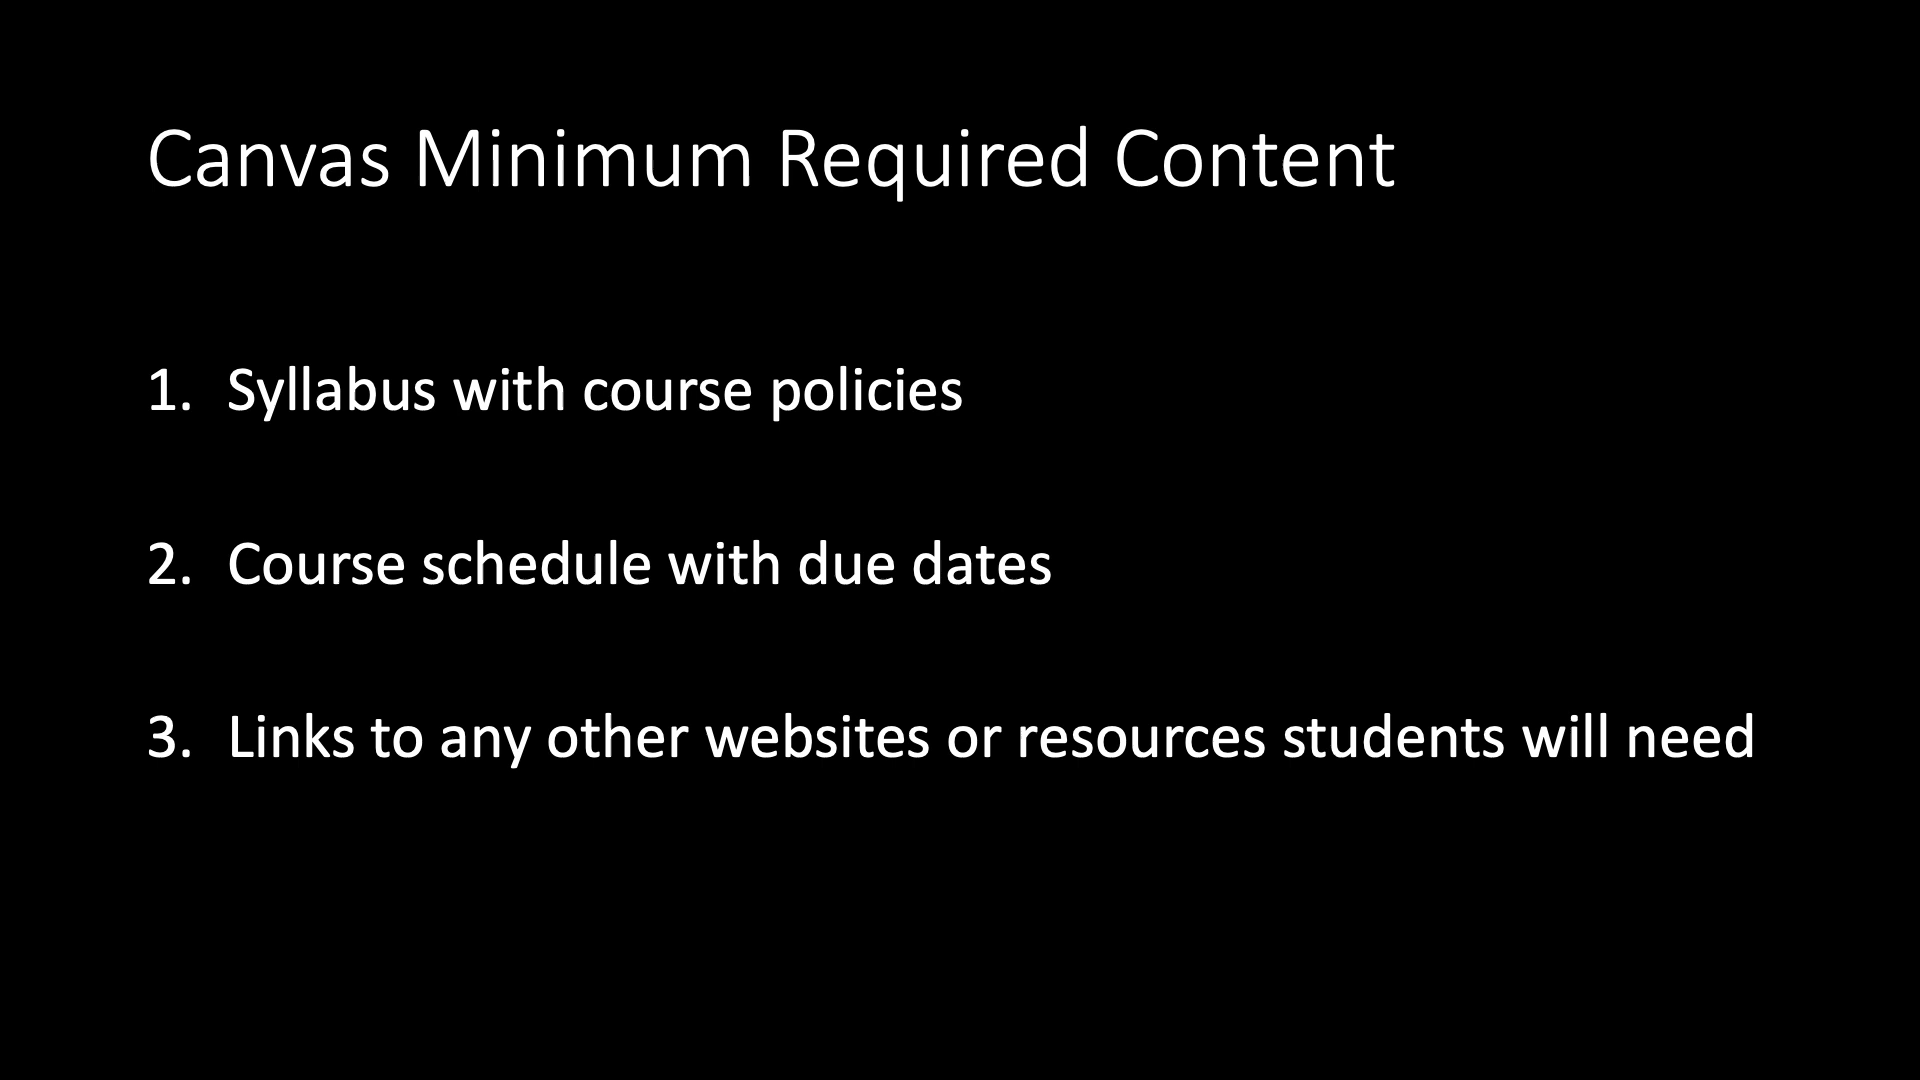 Canvas Minimum Required Content
1. Syllabus with course policies
2. Course schedule with due dates
3. Links to any other websites or resources students will need